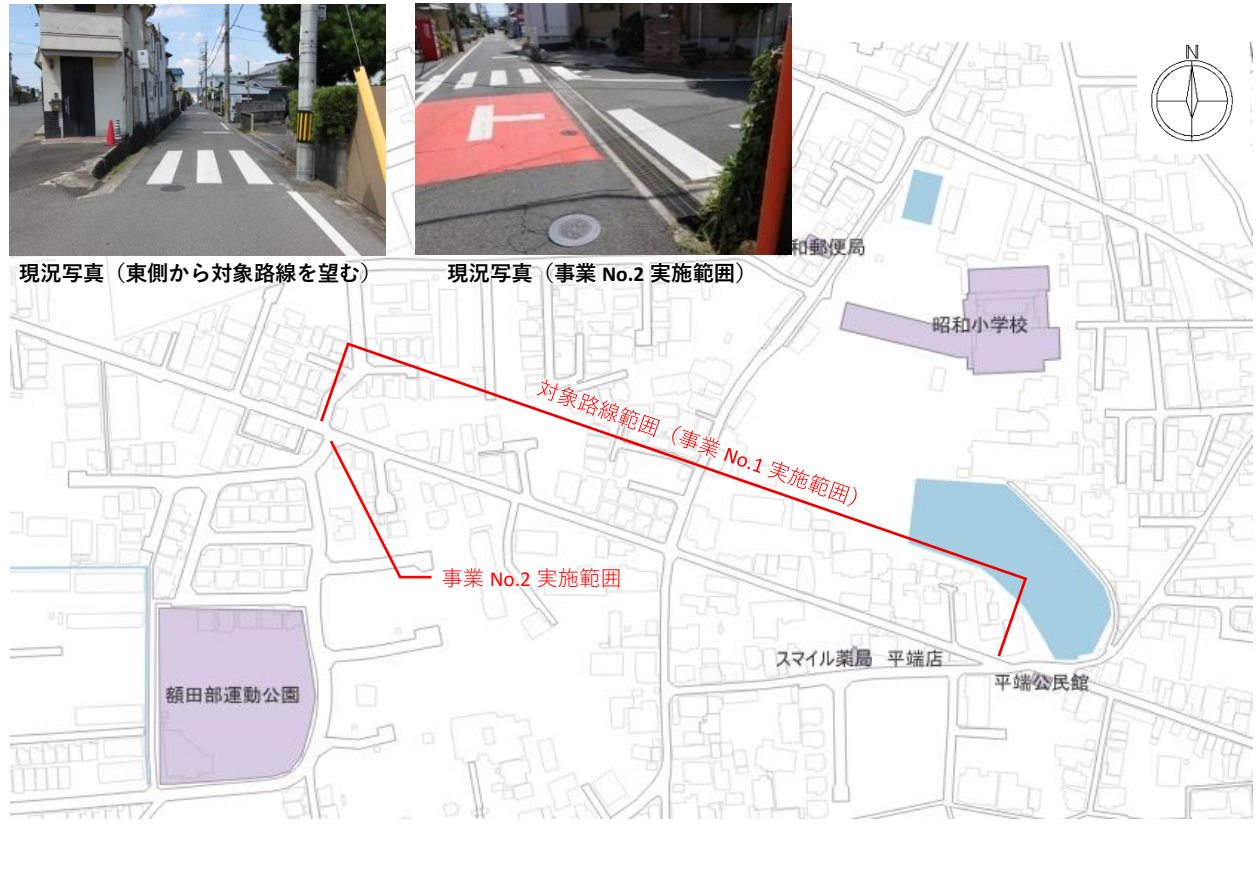 現況写真（東側から対象路線を望む）
現況写真（事業 No.2 実施範囲）
N
和郵便局
昭和小学校
対象路線範囲（事業 No.1 実施範囲）
事業 No.2 実施範囲
スマイル薬局 平端店
平端公民館
額田部運動公園